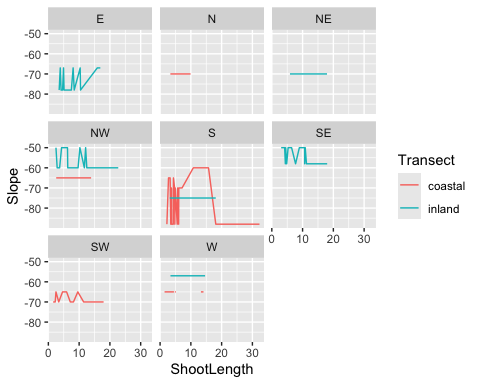 E N NE
-50
-60
-70
-80
NW S SE
-50
-60
-70
-80
Slope
Transect
coastal
inland
0 10 20 30
SW W
-50
-60
-70
-80
0 10 20 30 0 10 20 30
ShootLength